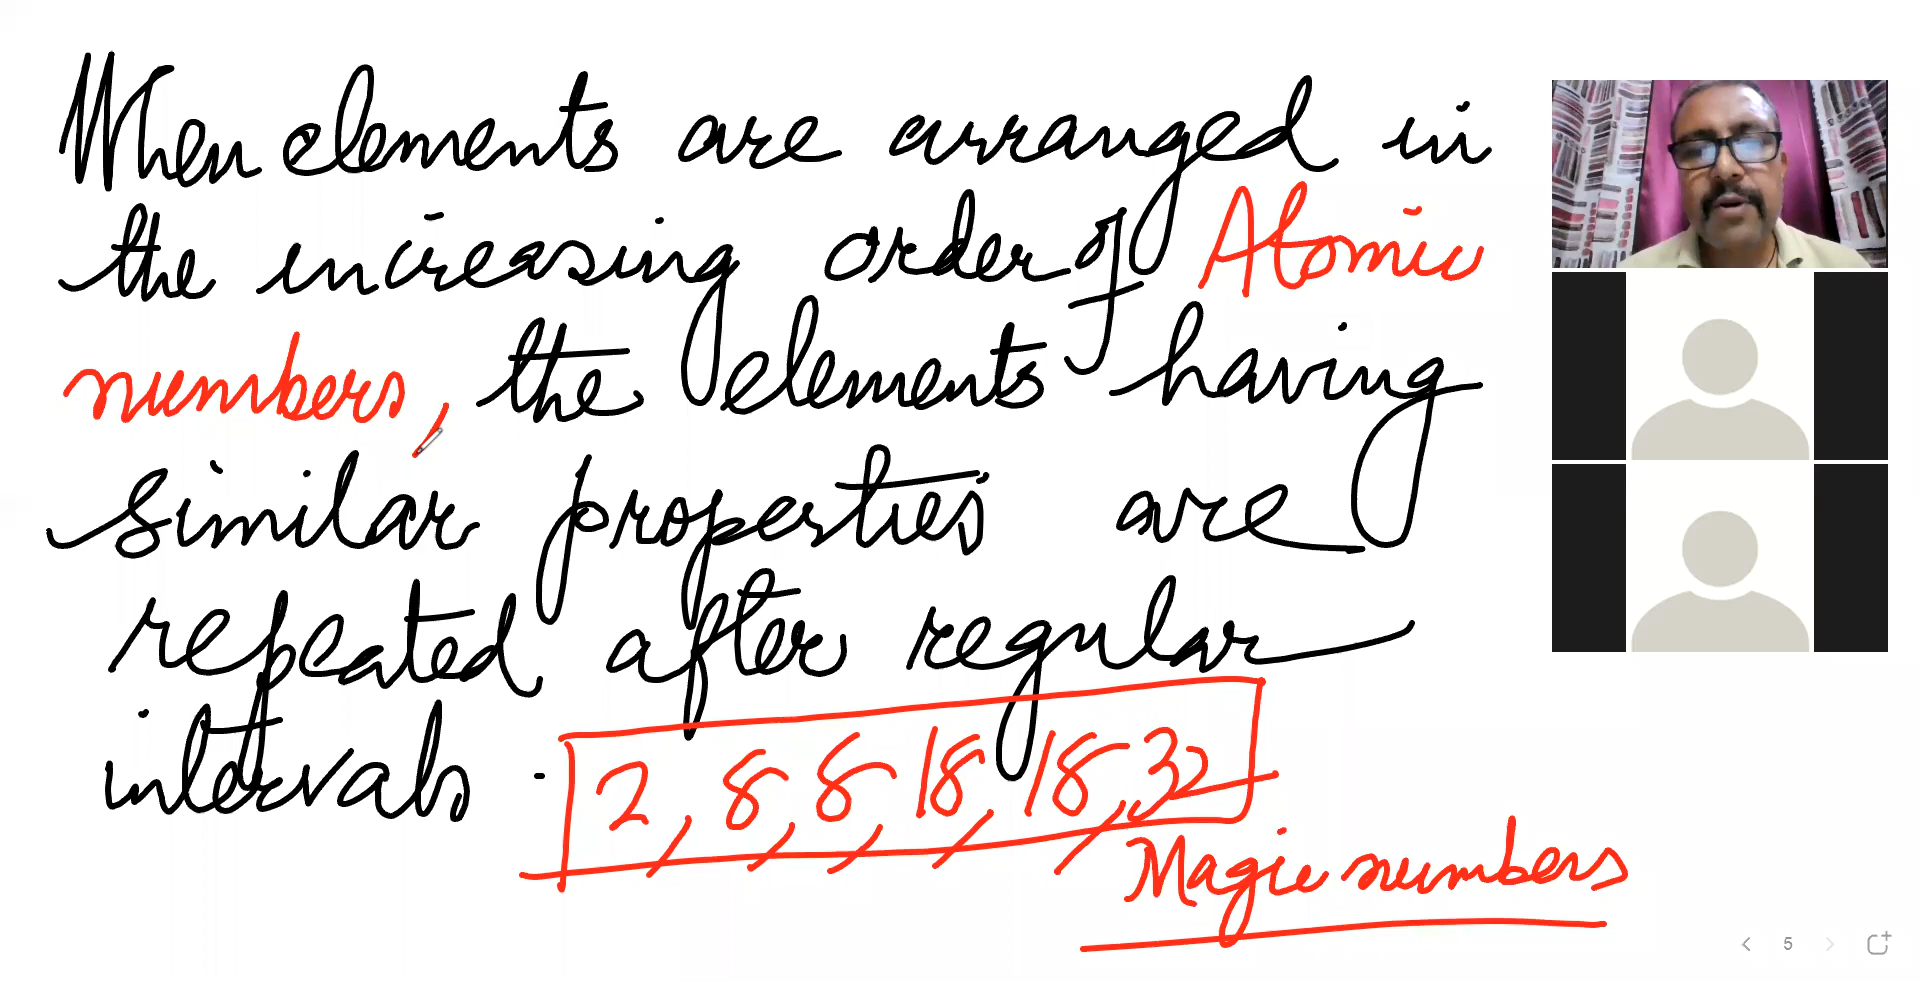 When elements are arranged in
the increasing order of Atomic
numbers, the elements having
similar properties are
repeated after regular
intervals. 2, 8, 8, 18, 18, 32
Magic numbers
5